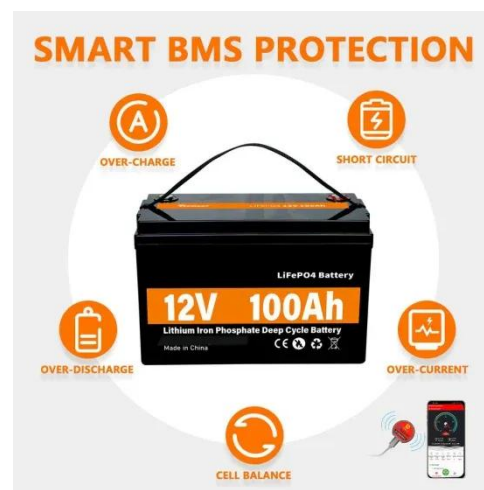 SMART BMS PROTECTION
OVER-CHARGE
SHORT CIRCUIT
LiFePO4 Battery
12V 100Ah
Lithium Iron Phosphate Deep Cycle Battery
Made in China
CE
OVER-DISCHARGE
OVER-CURRENT
CELL BALANCE